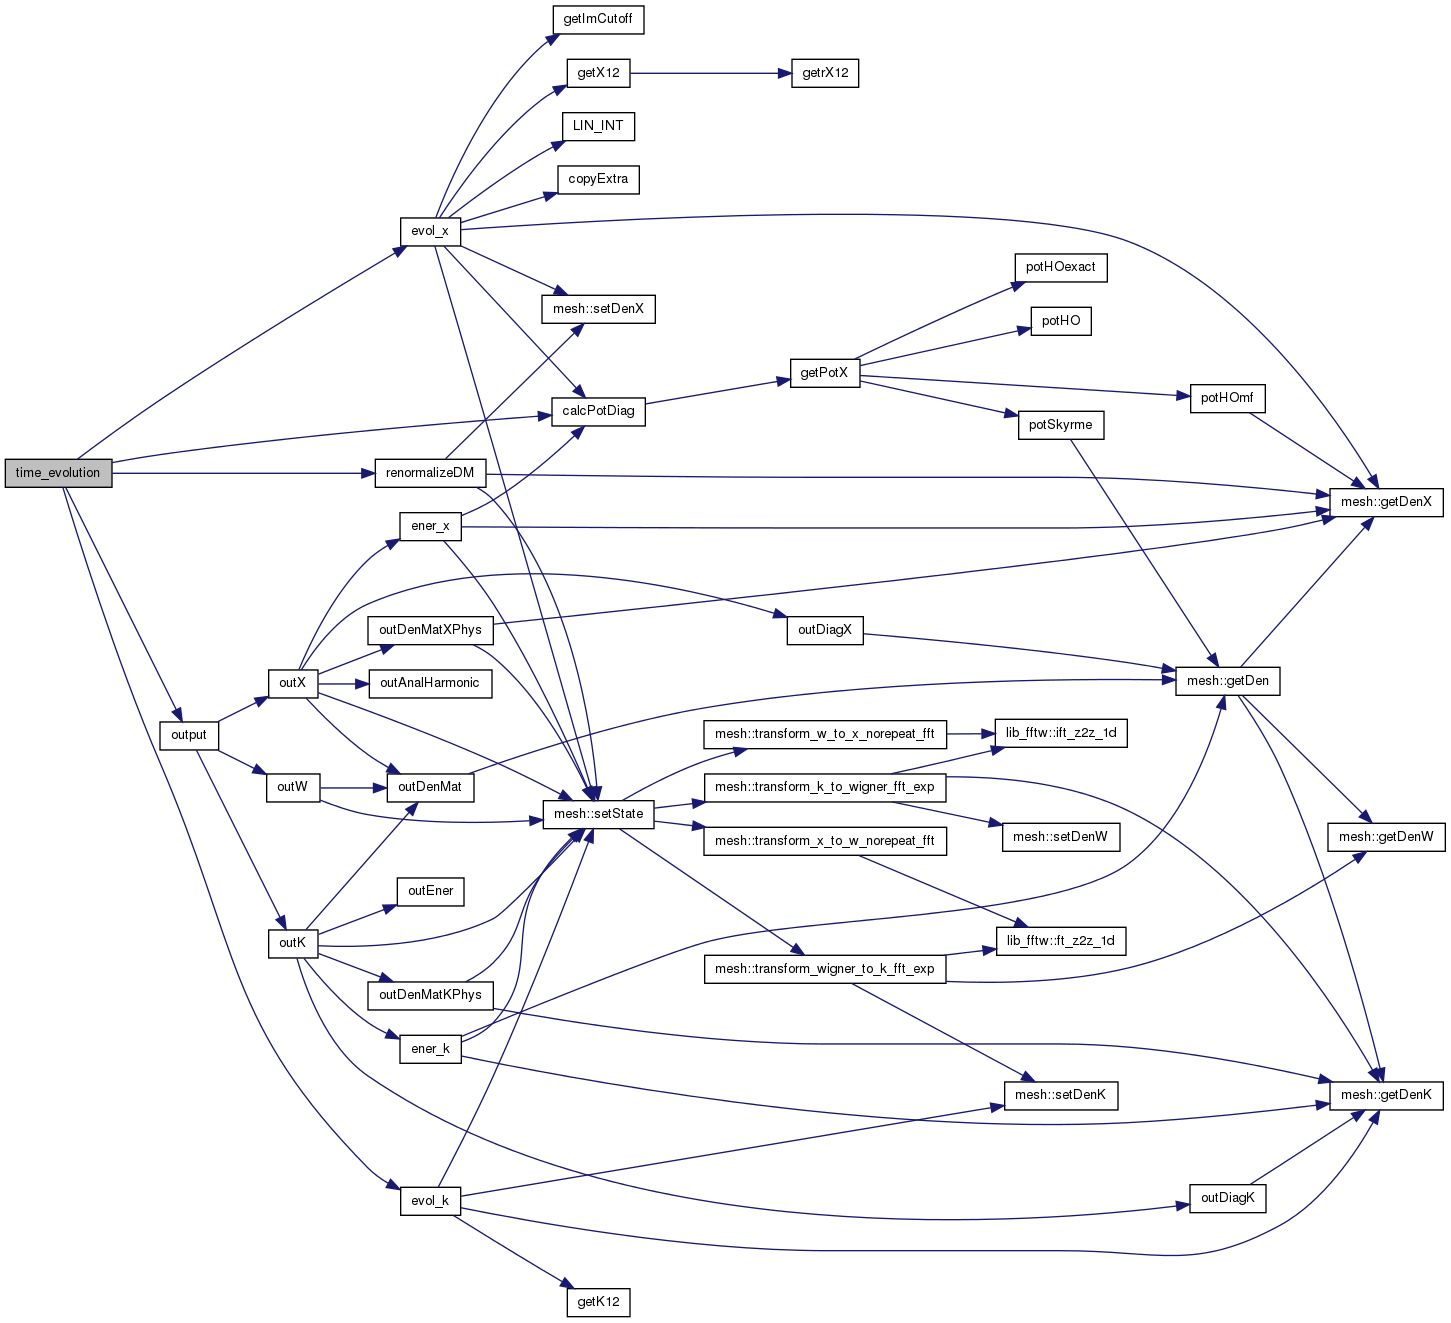 getImCutoff
getX12
getrX12
LIN_INT
copyExtra
evol_x
potHOexact
mesh::setDenX
potHO
getPotX
potHOmf
calcPotDiag
potSkyrme
time_evolution
renormalizeDM
mesh::getDenX
ener_x
outDenMatXPhys
outDiagX
outX
outAnalHarmonic
mesh::getDen
output
mesh::transform_w_to_x_norepeat_fft
lib_fftw::ift_z2z_1d
outW
outDenMat
mesh::transform_k_to_wigner_fft_exp
mesh::setState
mesh::transform_x_to_w_norepeat_fft
mesh::setDenW
mesh::getDenW
outEner
outK
lib_fftw::ft_z2z_1d
mesh::transform_wigner_to_k_fft_exp
outDenMatKPhys
ener_k
mesh::setDenK
mesh::getDenK
evol_k
outDiagK
getK12